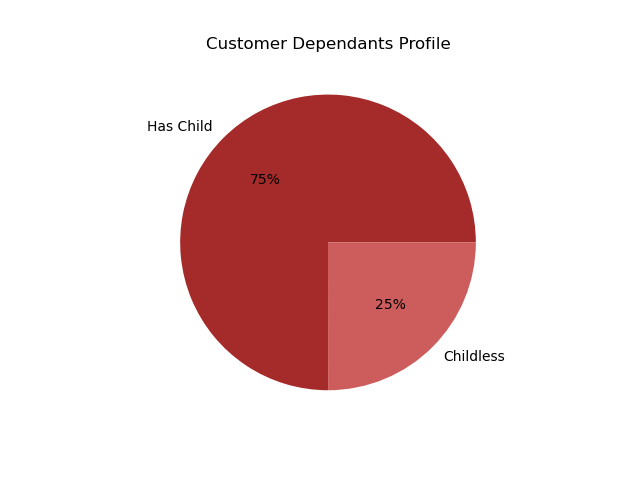 Customer Dependants Profile
Has Child
75%
25%
Childless